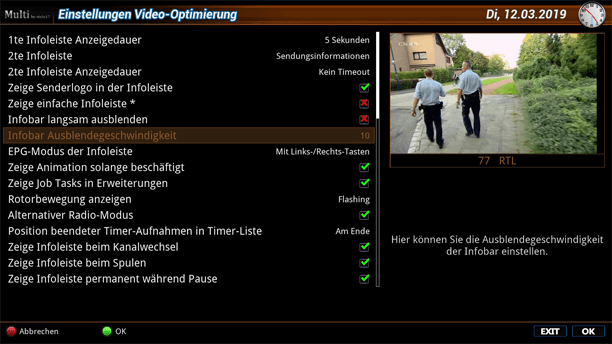 Multi
Einstellungen Video-Optimierung
Di, 12.03.2019
1te Infoleiste Anzeigedauer 5 Sekunden
2te Infoleiste Sendungsinformationen
2te Infoleiste Anzeigedauer Kein Timeout
Zeige Senderlogo in der Infoleiste
Zeige einfache Infoleiste *
Infobar langsam ausblenden
Infobar Ausblendegeschwindigkeit 10
EPG-Modus der Infoleiste Mit Links-/Rechts-Tasten
Zeige Animation solange beschäftigt
Zeige Job Tasks in Erweiterungen
Rotorbewegung anzeigen Flashing
Alternativer Radio-Modus
Position beendeter Timer-Aufnahmen in Timer-Liste Am Ende
Zeige Infoleiste beim Kanalwechsel
Zeige Infoleiste beim Spulen
Zeige Infoleiste permanent während Pause
77 RTL
Hier können Sie die Ausblendegeschwindigkeit
der Infobar einstellen.
Abbrechen
OK
EXIT
OK